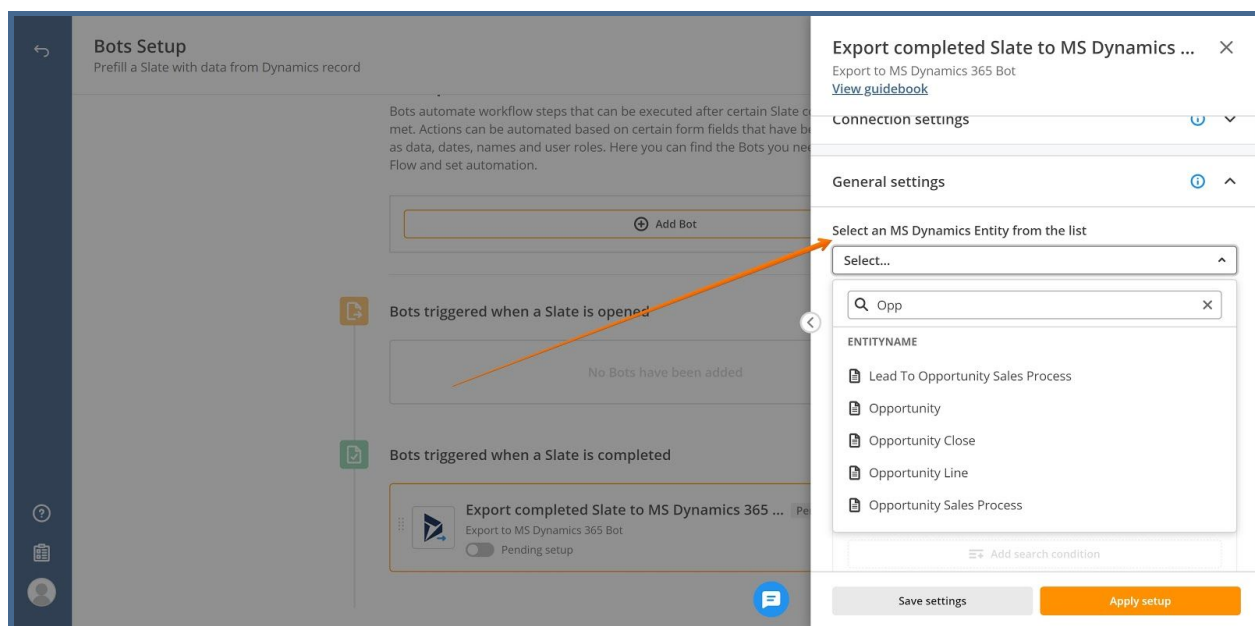 Bots Setup
Prefill a Slate with data from Dynamics record
Bots automate workflow steps that can be executed after certain Slate
met. Actions can be automated based on certain form fields that have
as data, dates, names and user roles. Here you can find the Bots you
Flow and set automation.
Add Bot
Bots triggered when a Slate is opened
No Bots have been added
Bots triggered when a Slate is completed
Export completed Slate to MS Dynamics 365 ...
Export to MS Dynamics 365 Bot
Pending setup
Export completed Slate to MS Dynamics ...
Export to MS Dynamics 365 Bot
View guidebook
Connection settings
General settings
Select an MS Dynamics Entity from the list
Select...
Opp
ENTITYNAME
Lead To Opportunity Sales Process
Opportunity
Opportunity Close
Opportunity Line
Opportunity Sales Process
Add search condition
Save settings
Apply setup